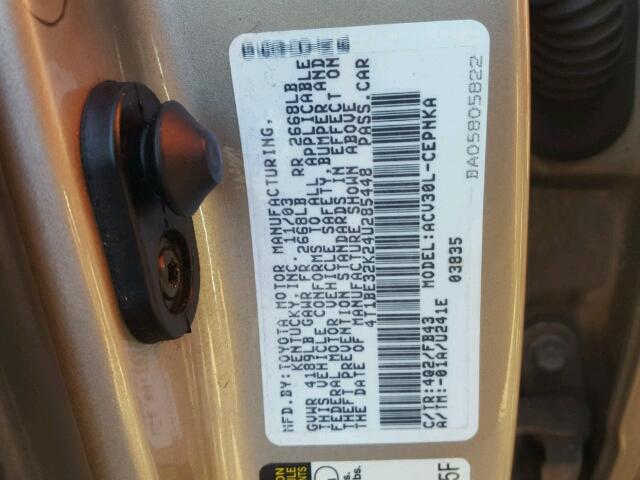 MFD.BY:TOYOTA MOTOR MANUFACTURING,
KENTUCKY, INC. 11/03
GVWR 4189LB GAWR FR 2668LB RR 2668LB
THIS VEHICLE CONFORMS TO ALL APPLICABLE
FEDERAL MOTOR VEHICLE SAFETY, BUMPER AND
THEFT PREVENTION STANDARDS IN EFFECT ON
THE DATE OF MANUFACTURE SHOWN ABOVE
4T1BE32K24U285448 PASS. CAR
MODEL:ACV30L-CEPNKA
03835
C/TR:4Q2/FB43
A/TM:-01A/U241E
BA05805822
5F